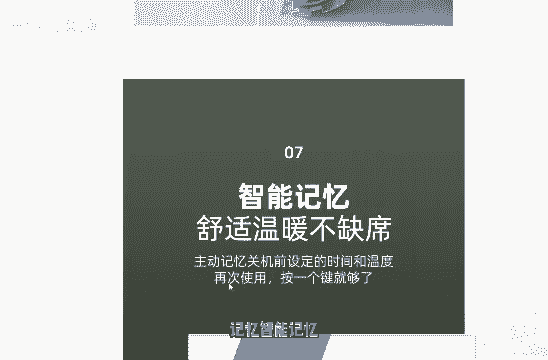 07
智能记忆
舒适温暖不缺席
主动记忆关机前设定的时间和温度
再次使用，按一个键就够了
记忆智能记忆